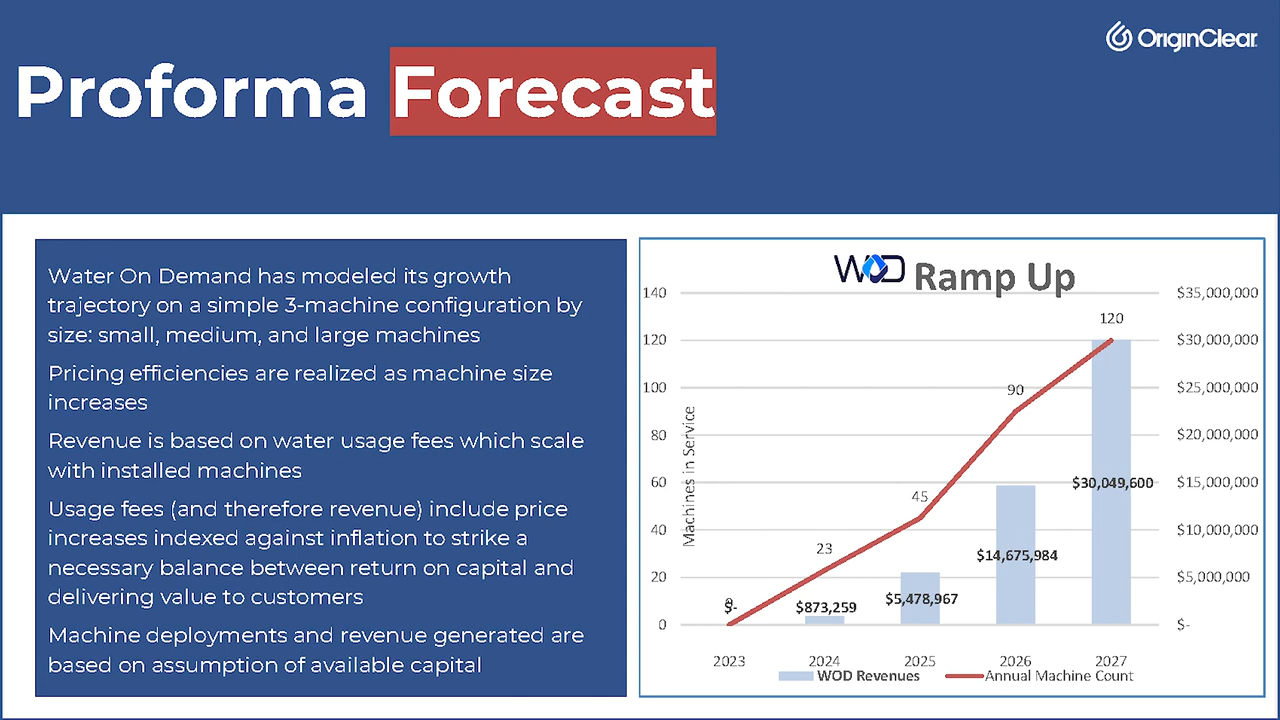 OriginClear
Proforma Forecast
Water On Demand has modeled its growth
trajectory on a simple 3-machine configuration by
size: small, medium, and large machines
Pricing efficiencies are realized as machine size
increases
Revenue is based on water usage fees which scale
with installed machines
Usage fees (and therefore revenue) include price
increases indexed against inflation to strike a
necessary balance between return on capital and
delivering value to customers
Machine deployments and revenue generated are
based on assumption of available capital
WOD Ramp Up
140
120
100
80
60
40
20
0
Machines in Service
$35,000,000
$30,000,000
$25,000,000
$20,000,000
$15,000,000
$10,000,000
$5,000,000
$-
120
90
45
23
$30,049,600
$14,675,984
$5,478,967
$873,259
$-
2023 2024 2025 2026 2027
WOD Revenues Annual Machine Count